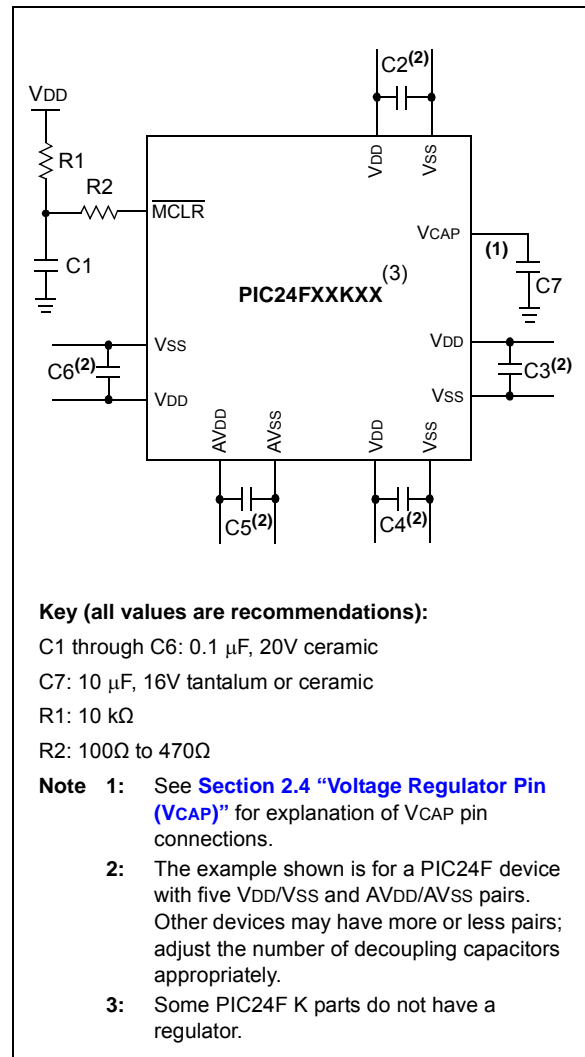 C2(2)
VDD
R1
R2
VDD
VSS
MCLR
VCAP
(1)
C1
C7
PIC24FXXKXX(3)
VSS
VDD
C6(2)
C3(2)
VDD
VSS
AVDD
AVSS
VDD
VSS
C5(2)
C4(2)
Key (all values are recommendations):
C1 through C6: 0.1 μF, 20V ceramic
C7: 10 μF, 16V tantalum or ceramic
R1: 10 kΩ
R2: 100Ω to 470Ω
Note 1: See Section 2.4 “Voltage Regulator Pin
(VCAP)” for explanation of VCAP pin
connections.
2: The example shown is for a PIC24F device
with five VDD/VSS and AVDD/AVSS pairs.
Other devices may have more or less pairs;
adjust the number of decoupling capacitors
appropriately.
3: Some PIC24F K parts do not have a
regulator.